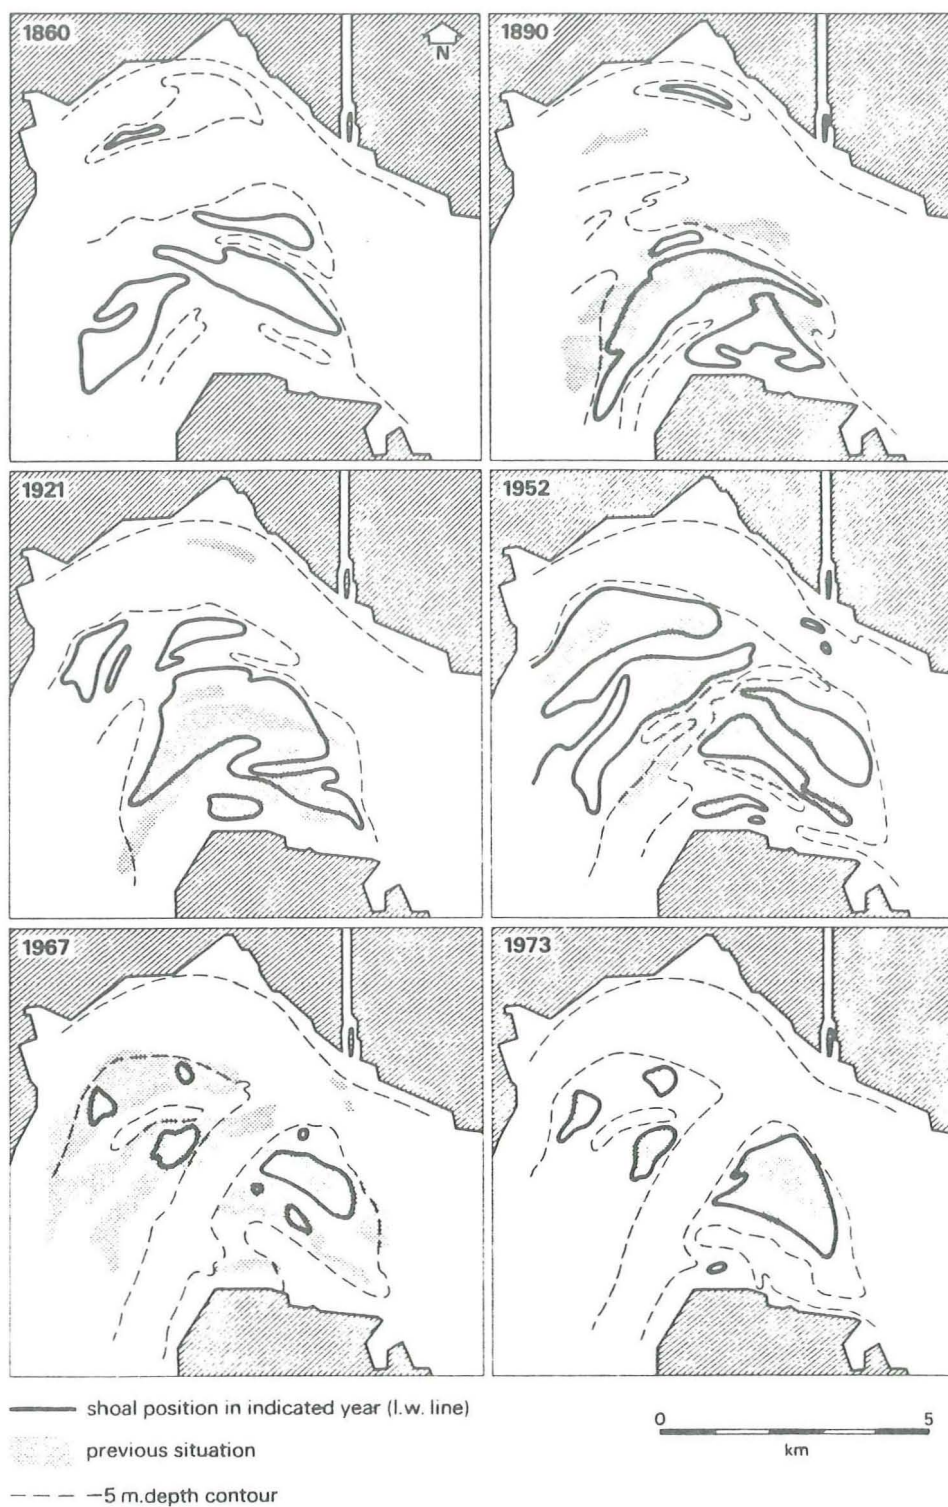 1860
N
1890
1921
1952
1967
1973
shoal position in indicated year (l.w. line)
previous situation
−5 m.depth contour
0 5
km